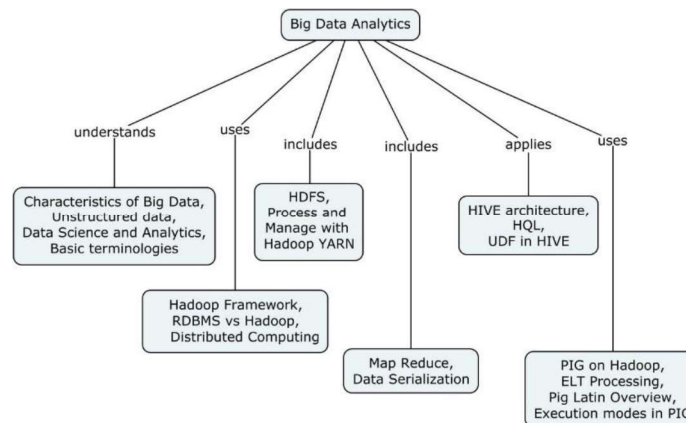 Big Data Analytics
understands
uses
includes
includes
applies
uses
Characteristics of Big Data,
Unstructured data,
Data Science and Analytics,
Basic terminologies
Hadoop Framework,
RDBMS vs Hadoop,
Distributed Computing
HDFS,
Process and
Manage with
Hadoop YARN
Map Reduce,
Data Serialization
HIVE architecture,
HQL,
UDF in HIVE
PIG on Hadoop,
ELT Processing,
Pig Latin Overview,
Execution modes in PIG